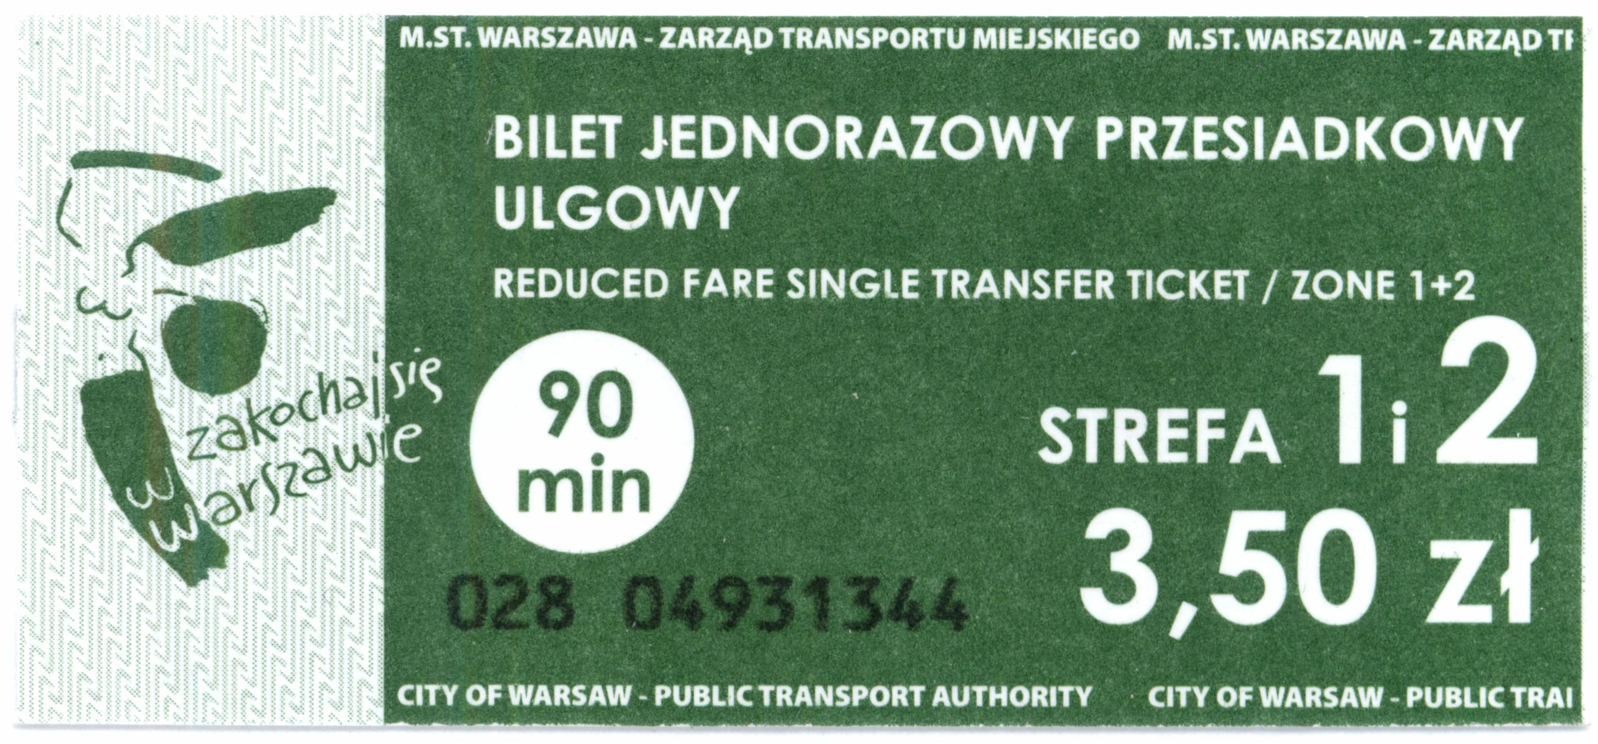 M.ST. WARSZAWA - ZARZĄD TRANSPORTU MIEJSKIEGO M.ST. WARSZAWA - ZARZĄD TR
BILET JEDNORAZOWY PRZESIADKOWY
ULGOWY
REDUCED FARE SINGLE TRANSFER TICKET / ZONE 1+2
zakochaj się
w warszawie
90
min
STREFA 1 i 2
3,50 zł
028 04931344
CITY OF WARSAW - PUBLIC TRANSPORT AUTHORITY CITY OF WARSAW - PUBLIC TRAI